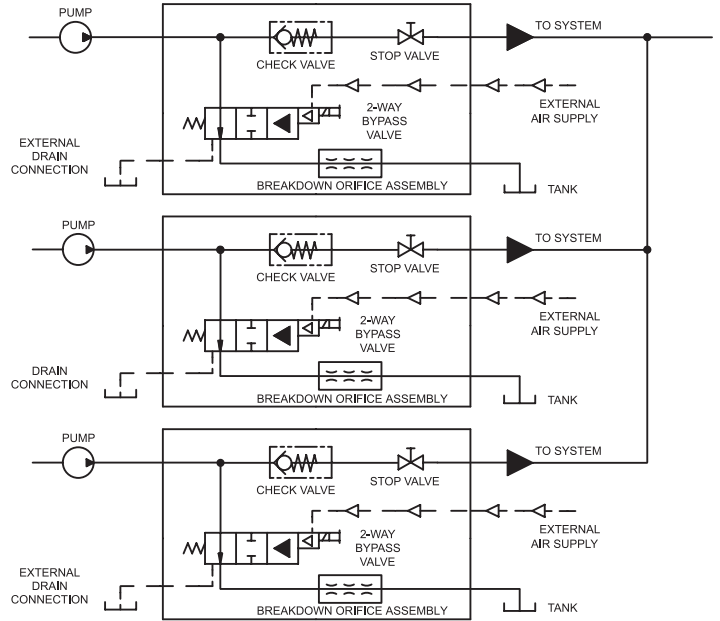 PUMP
TO SYSTEM
CHECK VALVE
STOP VALVE
2-WAY
BYPASS
VALVE
EXTERNAL
AIR SUPPLY
EXTERNAL
DRAIN
CONNECTION
BREAKDOWN ORIFICE ASSEMBLY
TANK
PUMP
TO SYSTEM
CHECK VALVE
STOP VALVE
2-WAY
BYPASS
VALVE
EXTERNAL
AIR SUPPLY
DRAIN
CONNECTION
BREAKDOWN ORIFICE ASSEMBLY
TANK
PUMP
TO SYSTEM
CHECK VALVE
STOP VALVE
2-WAY
BYPASS
VALVE
EXTERNAL
AIR SUPPLY
EXTERNAL
DRAIN
CONNECTION
BREAKDOWN ORIFICE ASSEMBLY
TANK